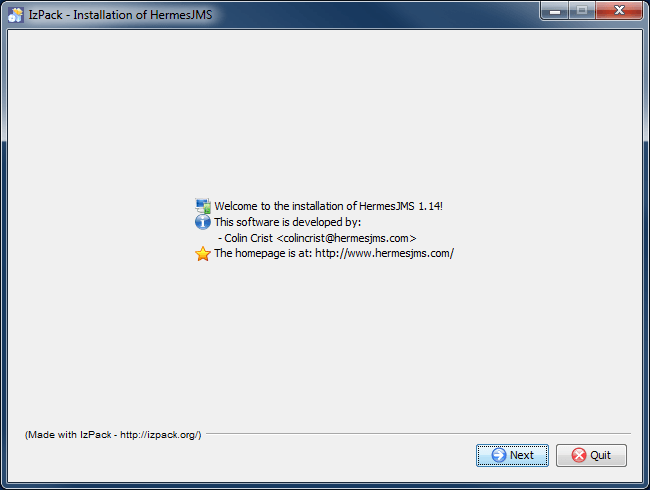 IzPack - Installation of HermesJMS
Welcome to the installation of HermesJMS 1.14!
This software is developed by:
- Colin Crist <colincrist@hermesjms.com>
The homepage is at: http://www.hermesjms.com/
(Made with IzPack - http://izpack.org/)
Next
Quit